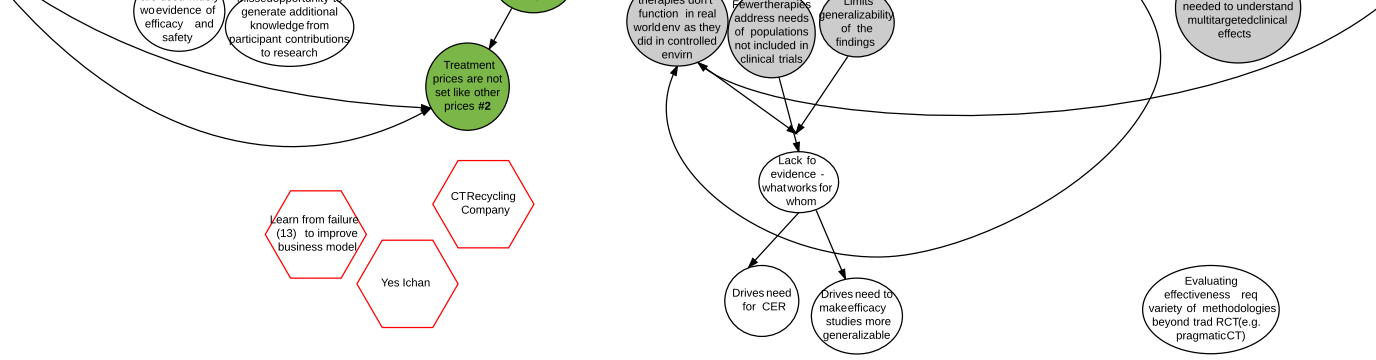 wo evidence of
efficacy and
safety
generate additional
knowledge from
participant contributions
to research
Treatment
prices are not
set like other
prices #2
therapies don't
function in real
world env as they
did in controlled
envirn
Fewer therapies
address needs
of populations
not included in
clinical trials
Limits
generalizability
of the
findings
needed to understand
multitargeted clinical
effects
Lack fo
evidence -
what works for
whom
CT Recycling
Company
Learn from failure
(13) to improve
business model
Yes Ichan
Drives need
for CER
Drives need to
make efficacy
studies more
generalizable
Evaluating
effectiveness req
variety of methodologies
beyond trad RCT(e.g.
pragmatic CT)